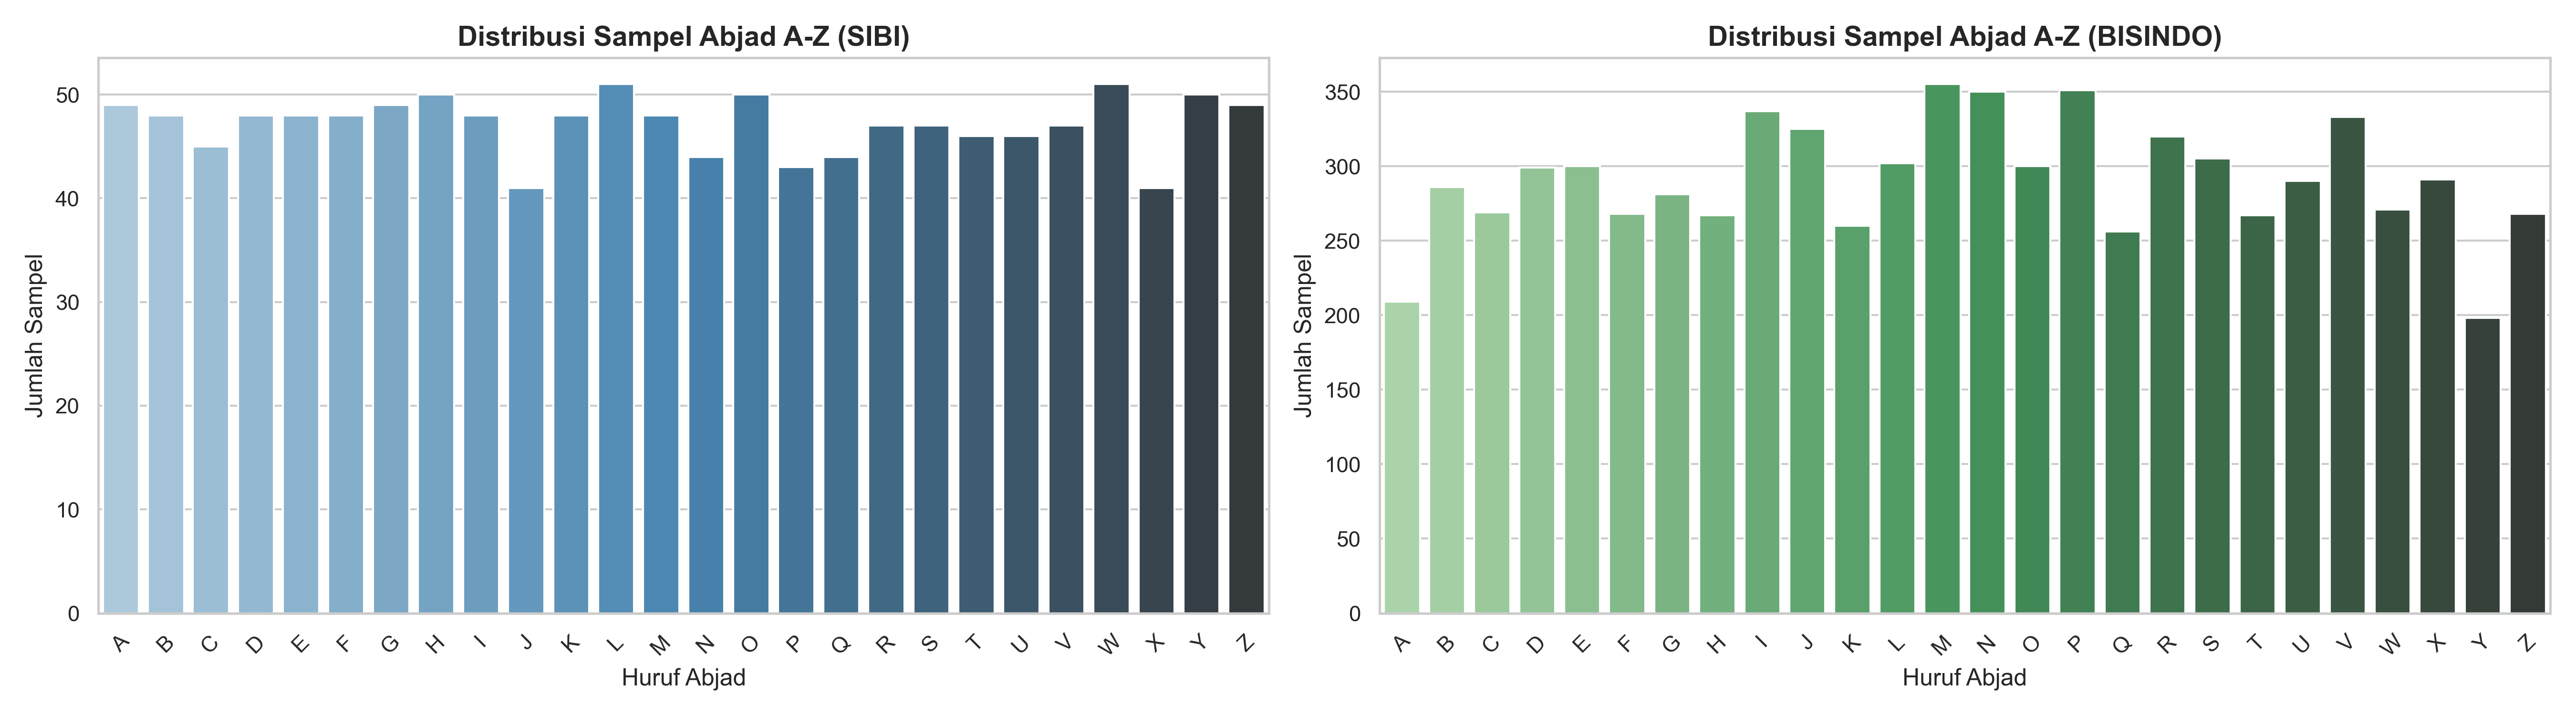 Distribusi Sampel Abjad A-Z (SIBI)
Jumlah Sampel
50
40
30
20
10
0
A B C D E F G H I J K L M N O P Q R S T U V W X Y Z
Huruf Abjad
Distribusi Sampel Abjad A-Z (BISINDO)
Jumlah Sampel
350
300
250
200
150
100
50
0
A B C D E F G H I J K L M N O P Q R S T U V W X Y Z
Huruf Abjad